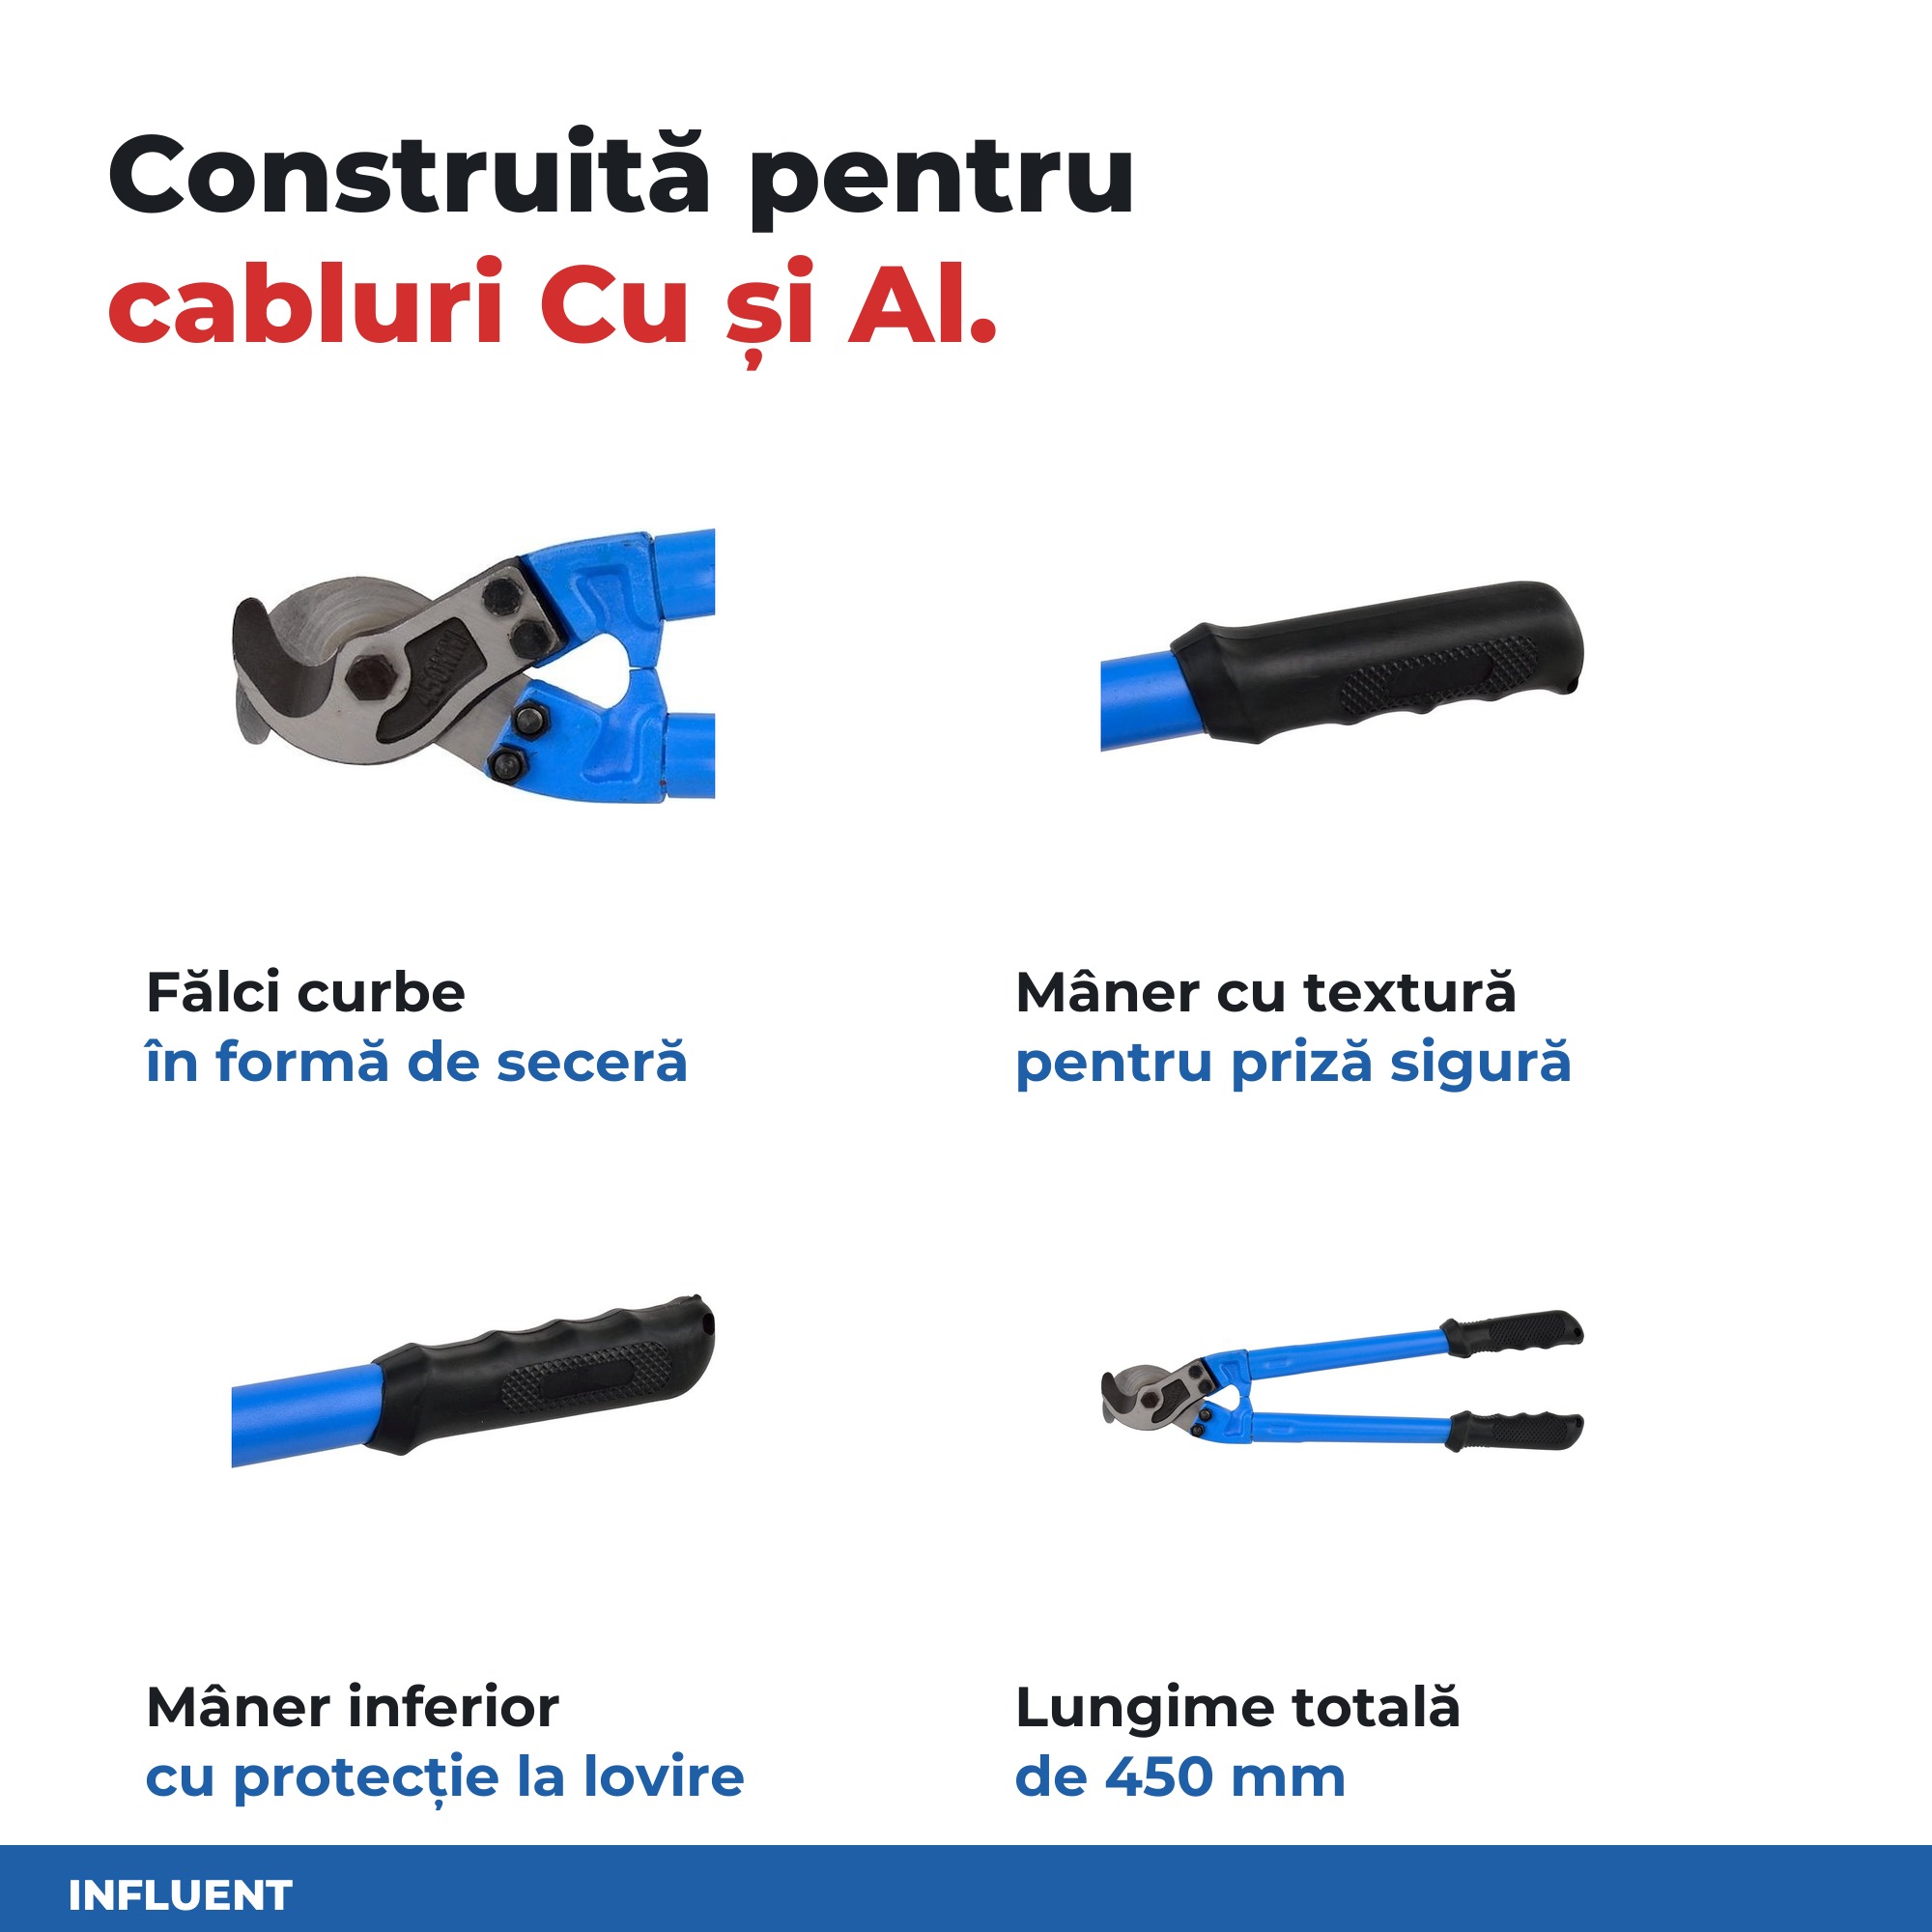 Construită pentru
cabluri Cu și Al.
450MM
Fălci curbe
în formă de seceră
Mâner cu textură
pentru priză sigură
Mâner inferior
cu protecție la lovire
Lungime totală
de 450 mm
INFLUENT